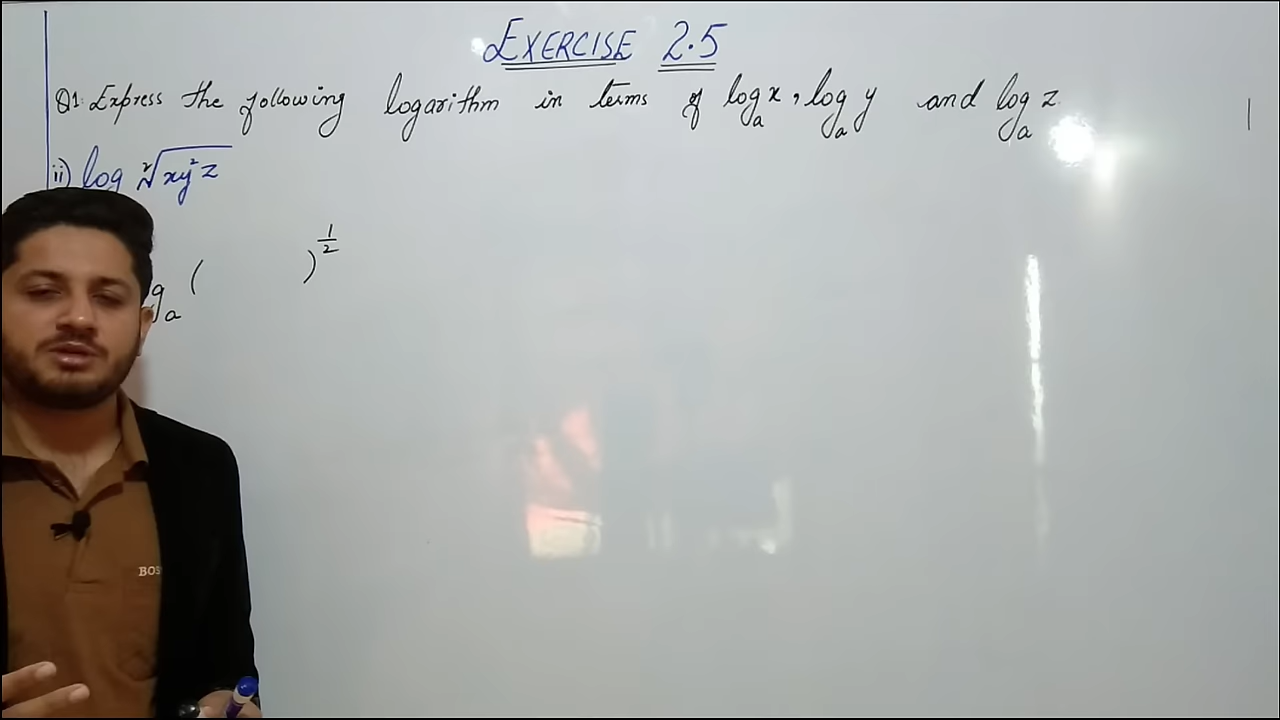 EXERCISE 2.5
Q1: Express the following logarithm in terms of logₐx, logₐy and logₐz.
ii) log ²√xy²z
g a ( )^1/2
BOS